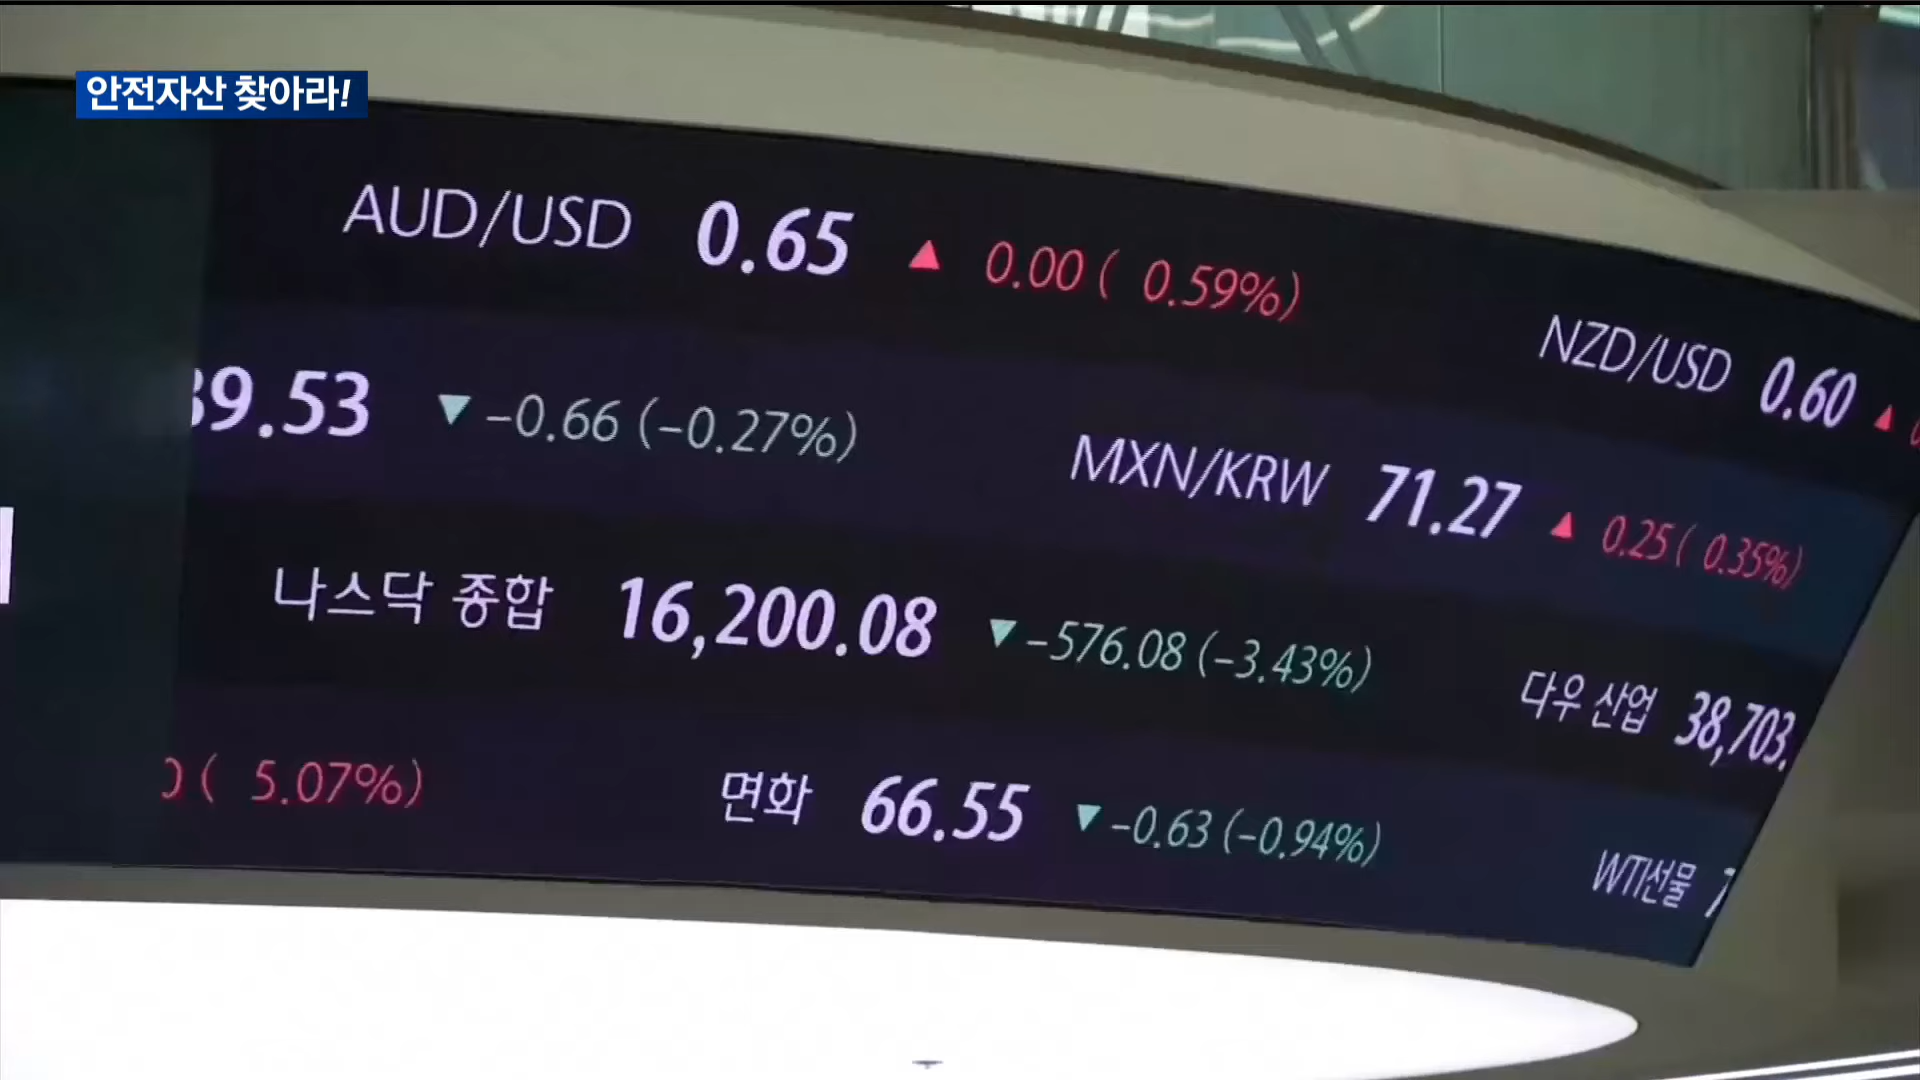 안전자산 찾아라!
AUD/USD 0.65 ▲ 0.00 ( 0.59%) NZD/USD 0.60 ▲
39.53 ▼ -0.66 (-0.27%) MXN/KRW 71.27 ▲ 0.25 ( 0.35%)
나스닥 종합 16,200.08 ▼ -576.08 (-3.43%) 다우 산업 38,703.
( 5.07%) 면화 66.55 ▼ -0.63 (-0.94%) WTI선물 7